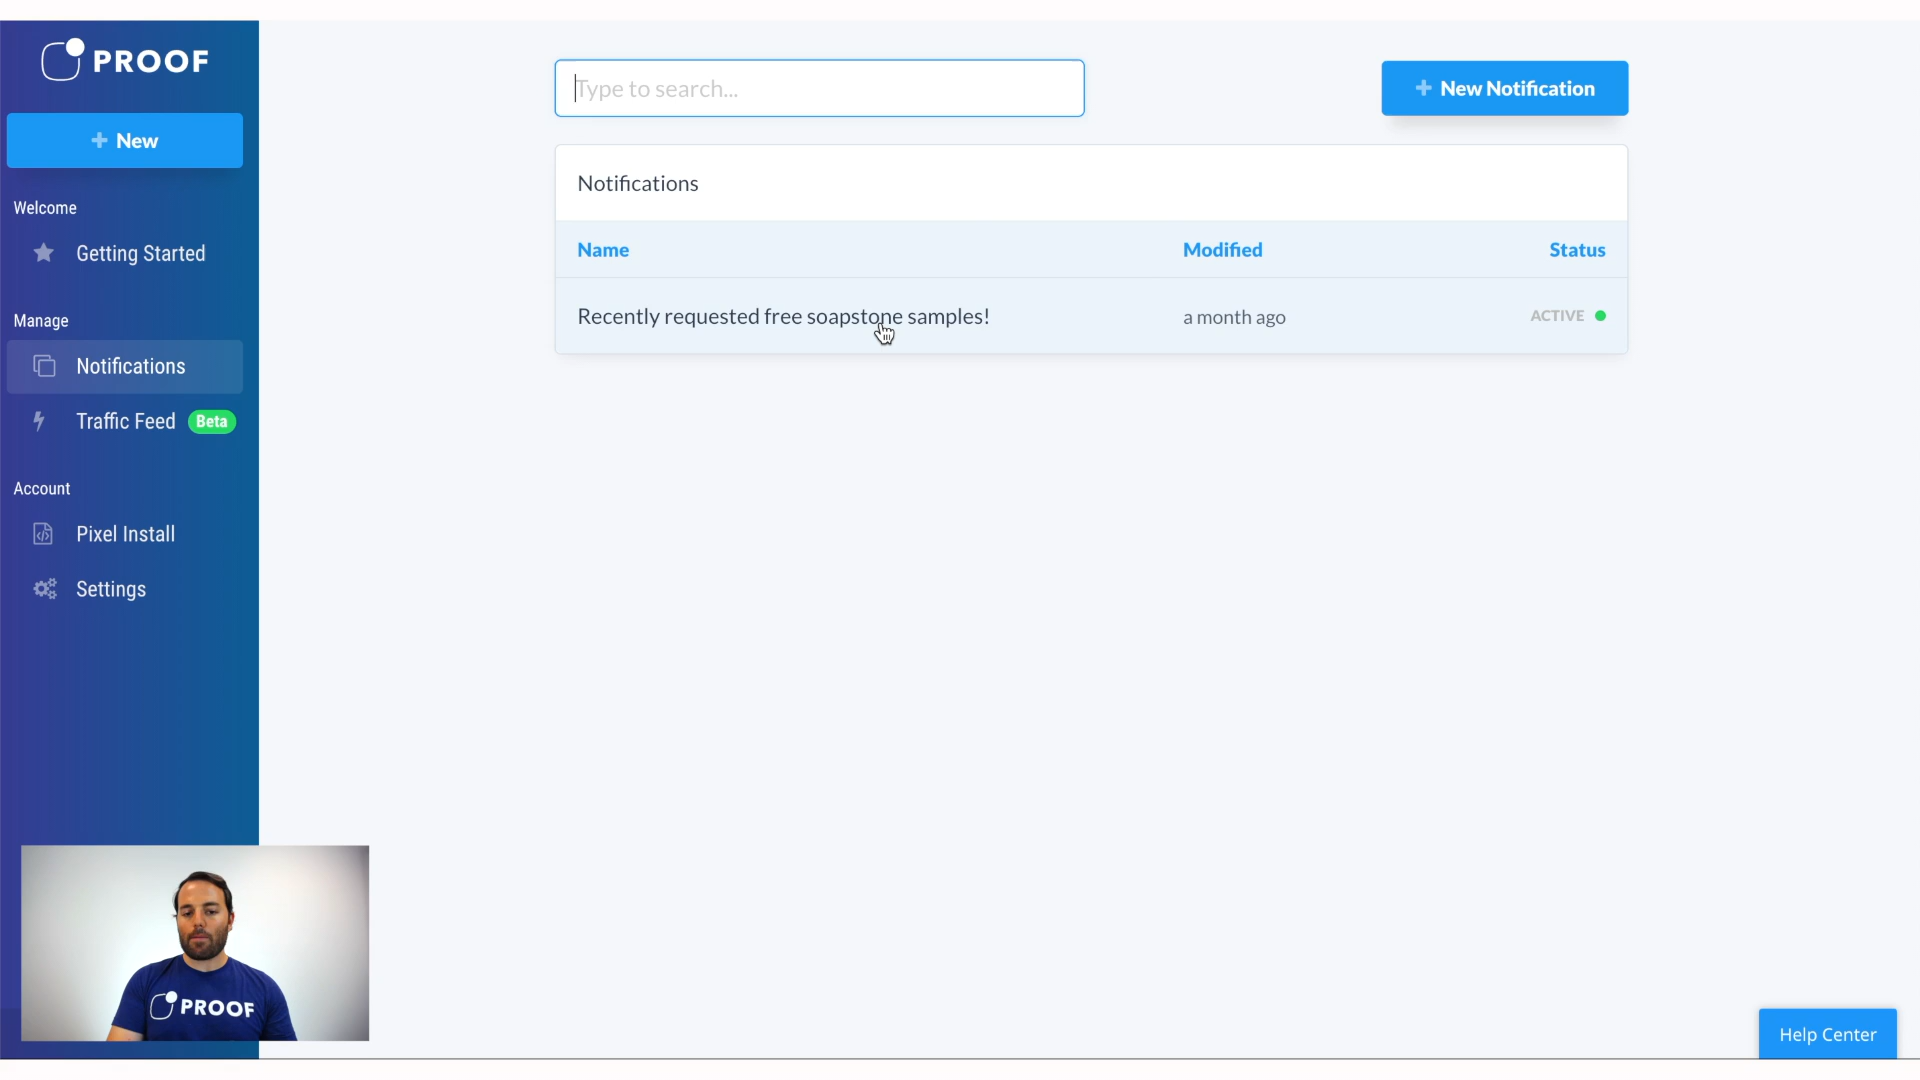 PROOF
+ New
Welcome
Getting Started
Manage
Notifications
Traffic Feed Beta
Account
Pixel Install
Settings
Type to search...
+ New Notification
Notifications
Name Modified Status
Recently requested free soapstone samples! a month ago ACTIVE
PROOF
Help Center